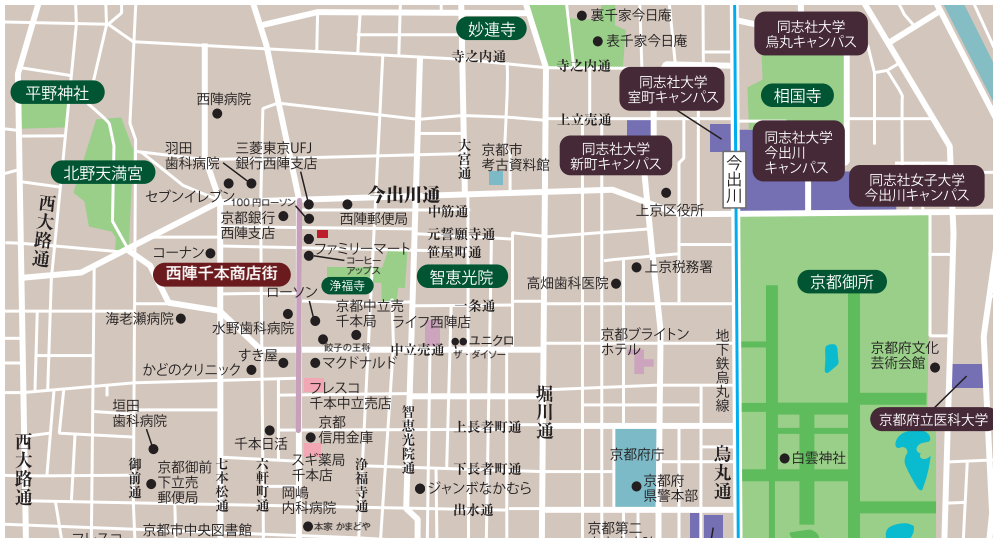 裏千家今日庵
表千家今日庵
妙連寺
寺之内通
寺之内通
同志社大学
烏丸キャンパス
同志社大学
室町キャンパス
相国寺
平野神社
西陣病院
上立売通
大宮通
京都市
考古資料館
同志社大学
新町キャンパス
同志社大学
今出川
キャンパス
今出川
同志社女子大学
今出川キャンパス
羽田
歯科病院
三菱東京UFJ
銀行西陣支店
北野天満宮
セブンイレブン
100円ローソン
今出川通
西大路通
京都銀行
西陣支店
西陣郵便局
中筋通
上京区役所
元誓願寺通
笹屋町通
コーナン
ファミリーマート
コーヒー
アップス
西陣千本商店街
浄福寺
智恵光院
高畑歯科医院
上京税務署
京都御所
ローソン
京都中立売
千本局
一条通
海老瀬病院
水野歯科病院
ライフ西陣店
餃子の王将
中立売通
ユニクロ
ザ・ダイソー
京都ブライトン
ホテル
地下鉄烏丸線
京都府文化
芸術会館
すき屋
かどのクリニック
マクドナルド
フレスコ
千本中立売店
堀川通
智恵光院通
垣田
歯科病院
京都府立医科大学
西大路通
千本日活
京都
信用金庫
上長者町通
京都府庁
烏丸通
白雲神社
御前通
京都御前
下立売
郵便局
七本松通
六軒町通
スギ薬局
千本店
浄福寺通
下長者町通
ジャンボなかむら
京都府
県警本部
岡嶋
内科病院
出水通
本家 かまどや
京都市中央図書館
京都第二
フレスコ